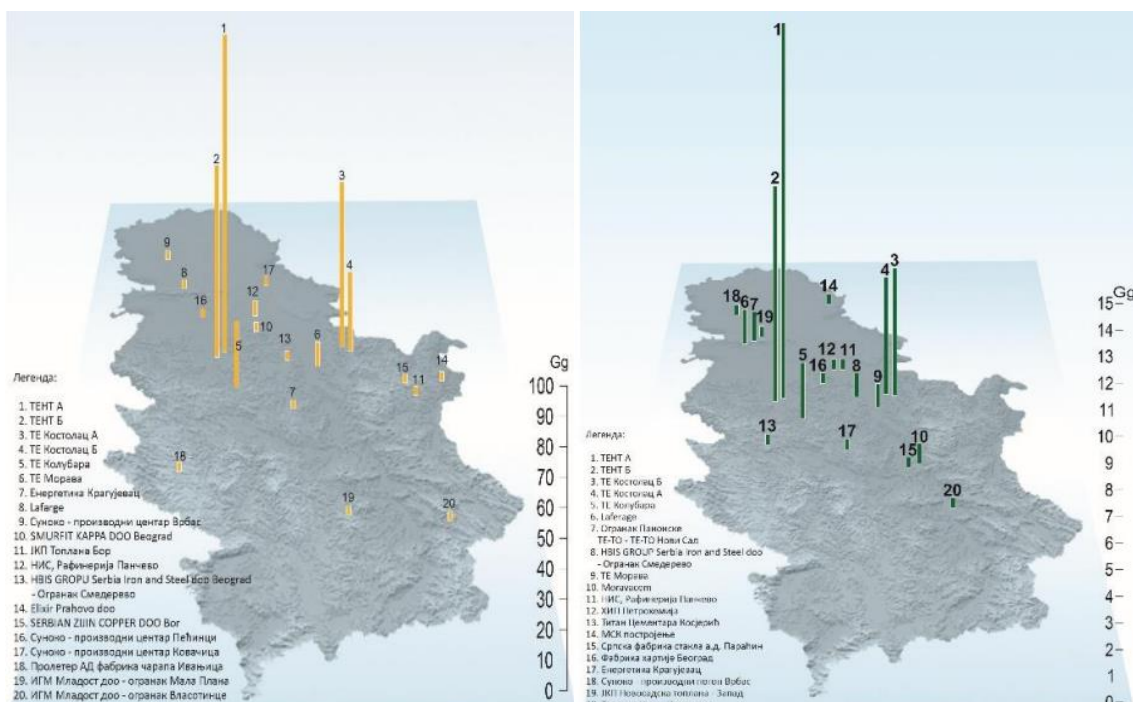 1
2
3
4
9
8
17
16
12
10
5
13
6
14
15
11
7
18
19
20
Gg
100
90
80
70
60
50
40
30
20
10
0
Легенда:
1. ТЕНТ А
2. ТЕНТ Б
3. ТЕ Костолац А
4. ТЕ Костолац Б
5. ТЕ Колубара
6. ТЕ Морава
7. Енергетика Крагујевац
8. Lafarge
9. Суноко - производни центар Врбас
10. SMURFIT KAPPA DOO Beograd
11. ЈКП Топлана Бор
12. НИС, Рафинерија Панчево
13. HBIS GROPU Serbia Iron and Steel doo Beograd
- Огранак Смедерево
14. Elixir Prahovo doo
15. SERBIAN ZIJIN COPPER DOO Bor
16. Суноко - производни центар Пећинци
17. Суноко - производни центар Ковачица
18. Пролетер АД фабрика чарапа Ивањица
19. ИГМ Младост доо - огранак Мала Плана
20. ИГМ Младост доо - огранак Власотинце
1
2
3
4
18
6
7
19
14
5
16
12
11
8
9
13
17
15
10
20
Gg
15
14
13
12
11
10
9
8
7
6
5
4
3
2
1
Легенда:
1. ТЕНТ А
2. ТЕНТ Б
3. ТЕ Костолац Б
4. ТЕ Костолац А
5. ТЕ Колубара
6. Laferage
7. Огранак Панонске
ТЕ-ТО - ТЕ-ТО Нови Сад
8. HBIS GROUP Serbia Iron and Steel doo
- Огранак Смедерево
9. ТЕ Морава
10. Moravacem
11. НИС, Рафинерија Панчево
12. ХИП Петрохемија
13. Титан Цементара Косјерић
14. МСК постројење
15. Српска фабрика стакла а.д. Параћин
16. Фабрика хартије Београд
17. Енергетика Крагујевац
18. Суноко - производни погон Врбас
19. ЈКП Новосадска топлана - Запад